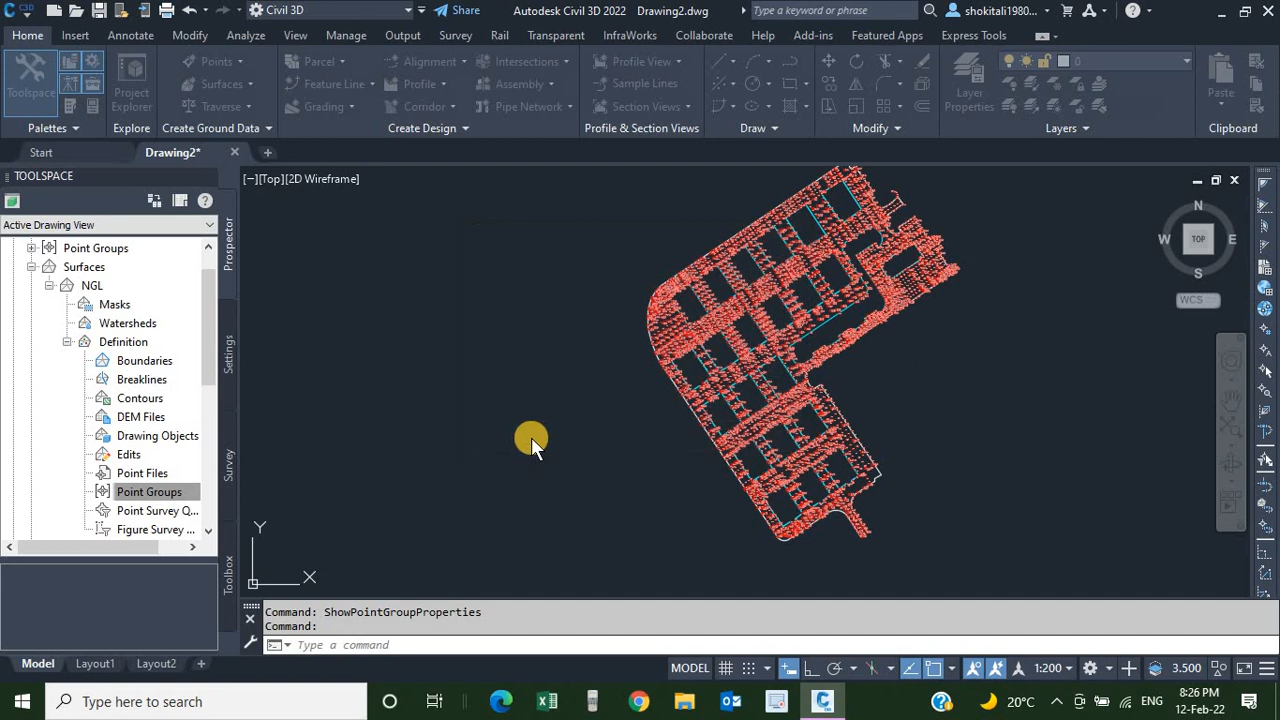 C3D
Civil 3D
Share
Autodesk Civil 3D 2022 Drawing2.dwg
Type a keyword or phrase
shokitali1980...
Home Insert Annotate Modify Analyze View Manage Output Survey Rail Transparent InfraWorks Collaborate Help Add-ins Featured Apps Express Tools
Toolspace
Project Explorer
Points
Surfaces
Traverse
Parcel
Feature Line
Grading
Alignment
Profile
Corridor
Intersections
Assembly
Pipe Network
Profile View
Sample Lines
Section Views
Layer Properties
0
Paste
Palettes Explore Create Ground Data Create Design Profile & Section Views Draw Modify Layers Clipboard
Start Drawing2*
TOOLSPACE
Active Drawing View
Point Groups
Surfaces
NGL
Masks
Watersheds
Definition
Boundaries
Breaklines
Contours
DEM Files
Drawing Objects
Edits
Point Files
Point Groups
Point Survey Q...
Figure Survey ...
Prospector
Settings
Survey
Toolbox
[−][Top][2D Wireframe]
N
W TOP E
S
WCS
Y
X
Command: ShowPointGroupProperties
Command:
Type a command
Model Layout1 Layout2
MODEL 1:200 3.500
Type here to search
20°C
ENG
8:26 PM
12-Feb-22